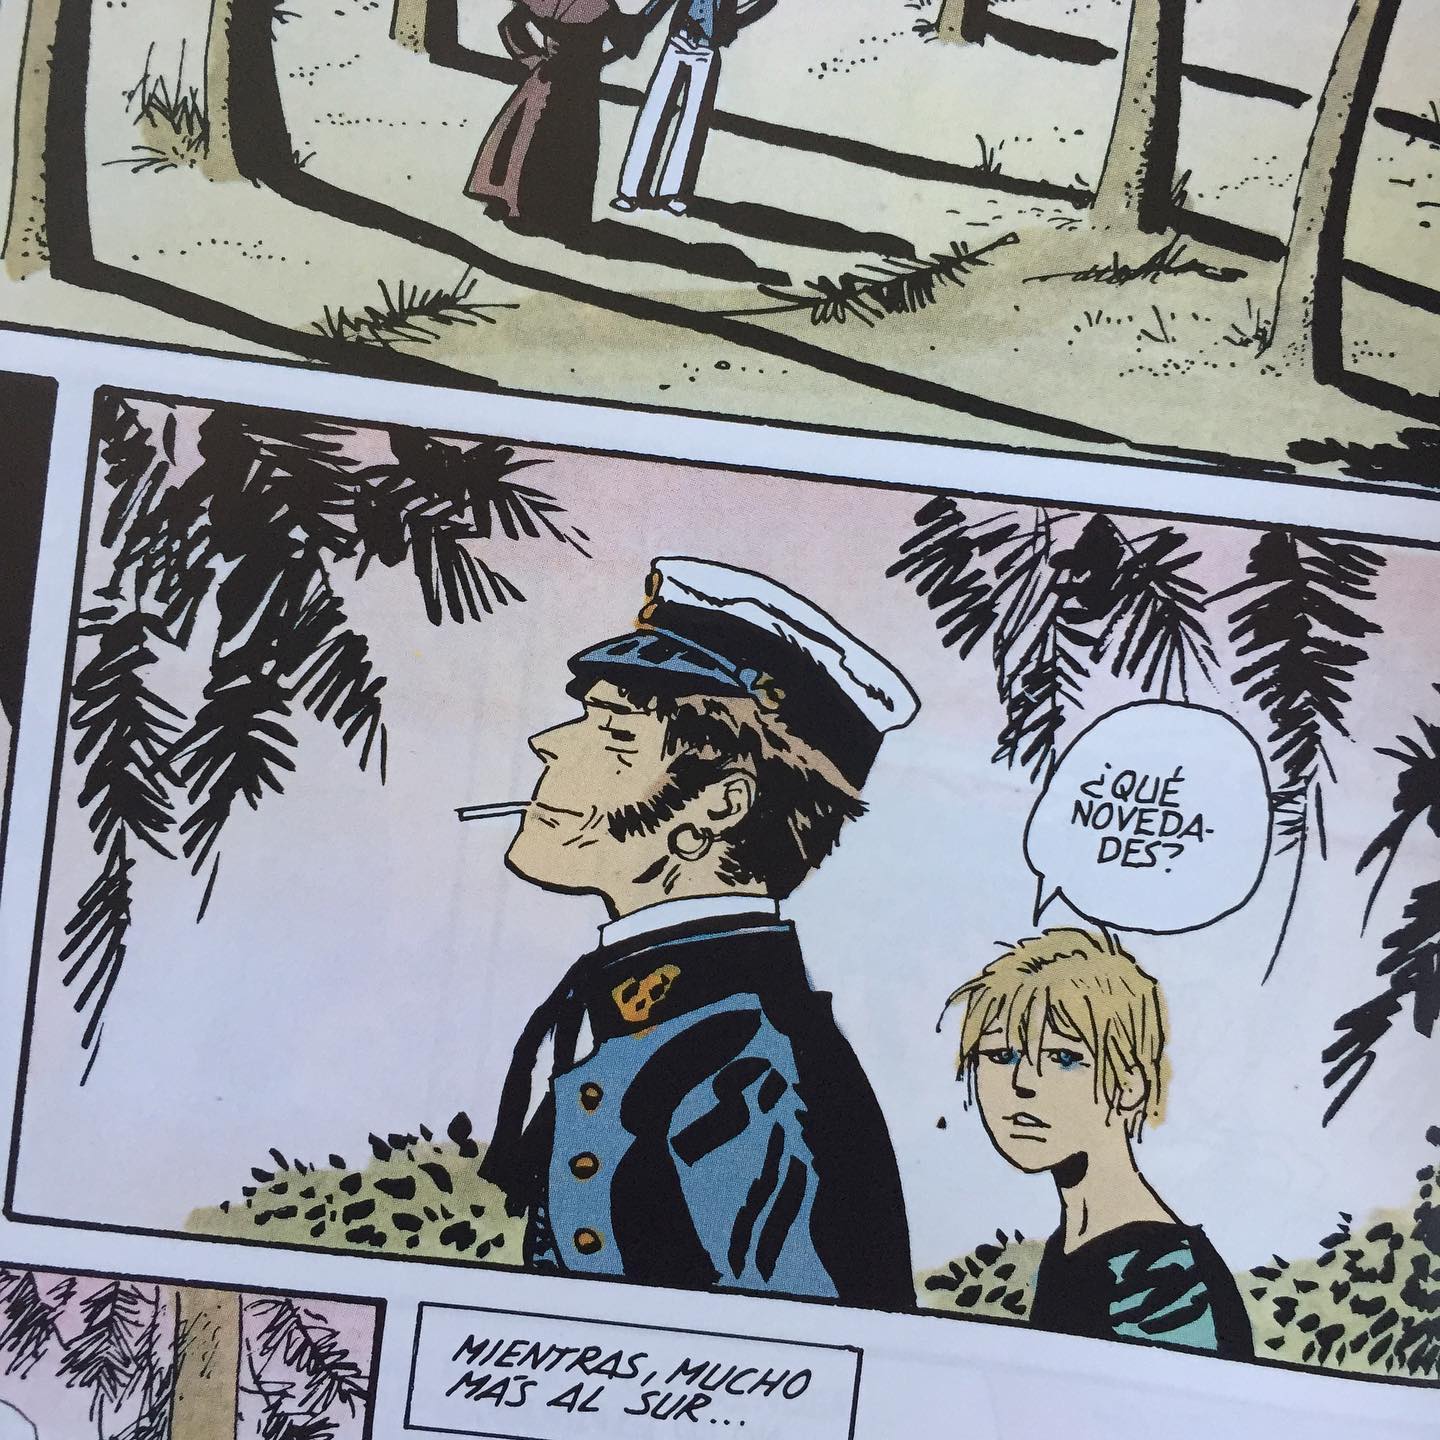 ¿QUÉ
NOVEDA-
DES?
MIENTRAS, MUCHO
MÁS AL SUR...